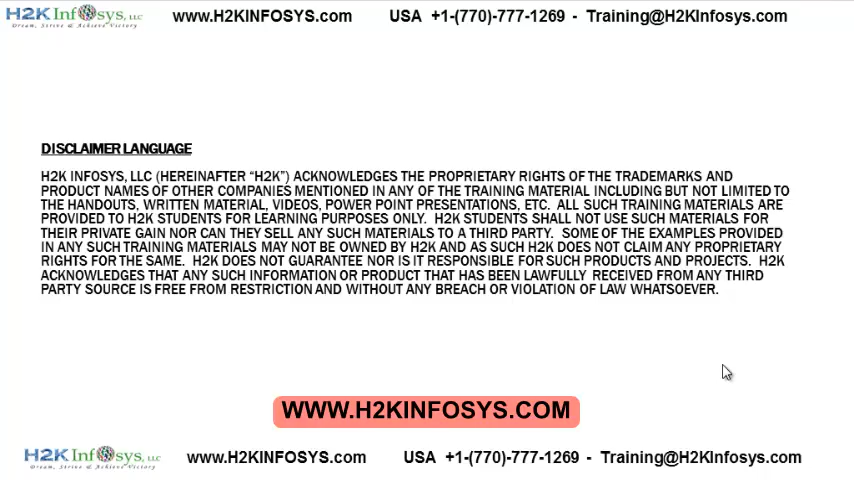 H2K InfoSys, LLC
Dream, Strive & Achieve Victory
www.H2KINFOSYS.com USA +1-(770)-777-1269 - Training@H2KInfosys.com
DISCLAIMER LANGUAGE
H2K INFOSYS, LLC (HEREINAFTER “H2K”) ACKNOWLEDGES THE PROPRIETARY RIGHTS OF THE TRADEMARKS AND
PRODUCT NAMES OF OTHER COMPANIES MENTIONED IN ANY OF THE TRAINING MATERIAL INCLUDING BUT NOT LIMITED TO
THE HANDOUTS, WRITTEN MATERIAL, VIDEOS, POWER POINT PRESENTATIONS, ETC. ALL SUCH TRAINING MATERIALS ARE
PROVIDED TO H2K STUDENTS FOR LEARNING PURPOSES ONLY. H2K STUDENTS SHALL NOT USE SUCH MATERIALS FOR
THEIR PRIVATE GAIN NOR CAN THEY SELL ANY SUCH MATERIALS TO A THIRD PARTY. SOME OF THE EXAMPLES PROVIDED
IN ANY SUCH TRAINING MATERIALS MAY NOT BE OWNED BY H2K AND AS SUCH H2K DOES NOT CLAIM ANY PROPRIETARY
RIGHTS FOR THE SAME. H2K DOES NOT GUARANTEE NOR IS IT RESPONSIBLE FOR SUCH PRODUCTS AND PROJECTS. H2K
ACKNOWLEDGES THAT ANY SUCH INFORMATION OR PRODUCT THAT HAS BEEN LAWFULLY RECEIVED FROM ANY THIRD
PARTY SOURCE IS FREE FROM RESTRICTION AND WITHOUT ANY BREACH OR VIOLATION OF LAW WHATSOEVER.
WWW.H2KINFOSYS.COM
H2K InfoSys, LLC
Dream, Strive & Achieve Victory
www.H2KINFOSYS.com USA +1-(770)-777-1269 - Training@H2KInfosys.com